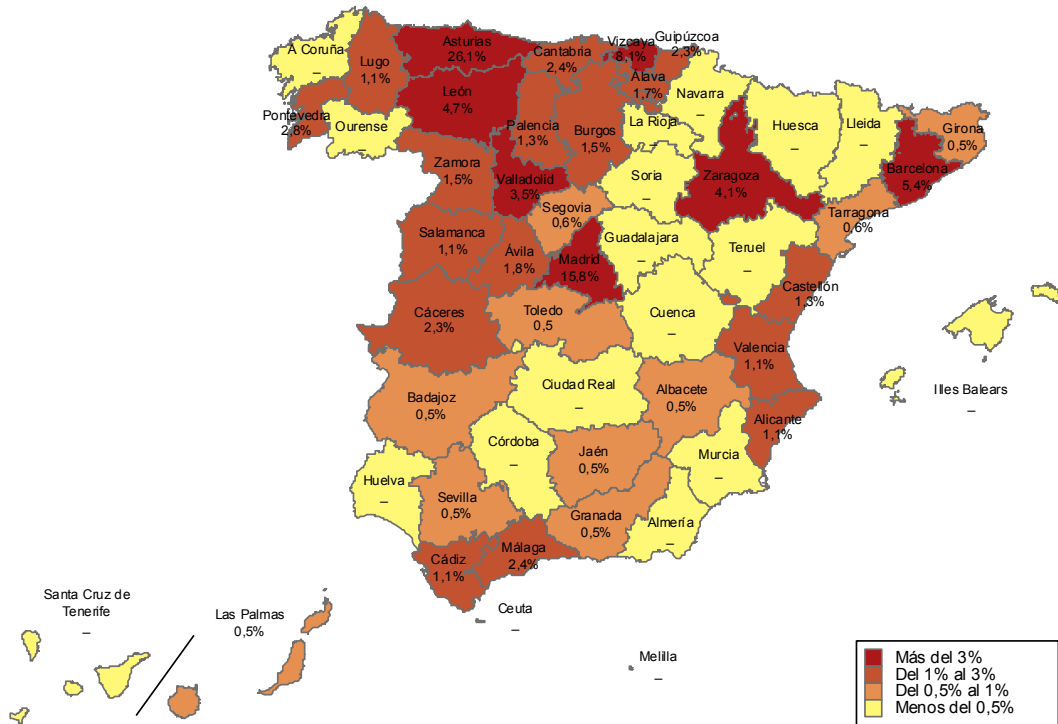 A Coruña
–
Lugo
1,1%
Asturias
26,1%
Cantabria
2,4%
Vizcaya
8,1%
Guipúzcoa
2,3%
Álava
1,7%
Navarra
–
Pontevedra
2,8%
Ourense
–
León
4,7%
Palencia
1,3%
Burgos
1,5%
La Rioja
–
Huesca
–
Lleida
–
Girona
0,5%
Barcelona
5,4%
Zamora
1,5%
Valladolid
3,5%
Soria
–
Zaragoza
4,1%
Tarragona
0,6%
Segovia
0,6%
Salamanca
1,1%
Ávila
1,8%
Madrid
15,8%
Guadalajara
–
Teruel
–
Castellón
1,3%
Cáceres
2,3%
Toledo
0,5
Cuenca
–
Valencia
1,1%
Illes Balears
–
Badajoz
0,5%
Ciudad Real
–
Albacete
0,5%
Alicante
1,1%
Córdoba
–
Jaén
0,5%
Murcia
–
Huelva
–
Sevilla
0,5%
Granada
0,5%
Almería
–
Cádiz
1,1%
Málaga
2,4%
Santa Cruz de
Tenerife
–
Las Palmas
0,5%
Ceuta
–
Melilla
–
Más del 3%
Del 1% al 3%
Del 0,5% al 1%
Menos del 0,5%